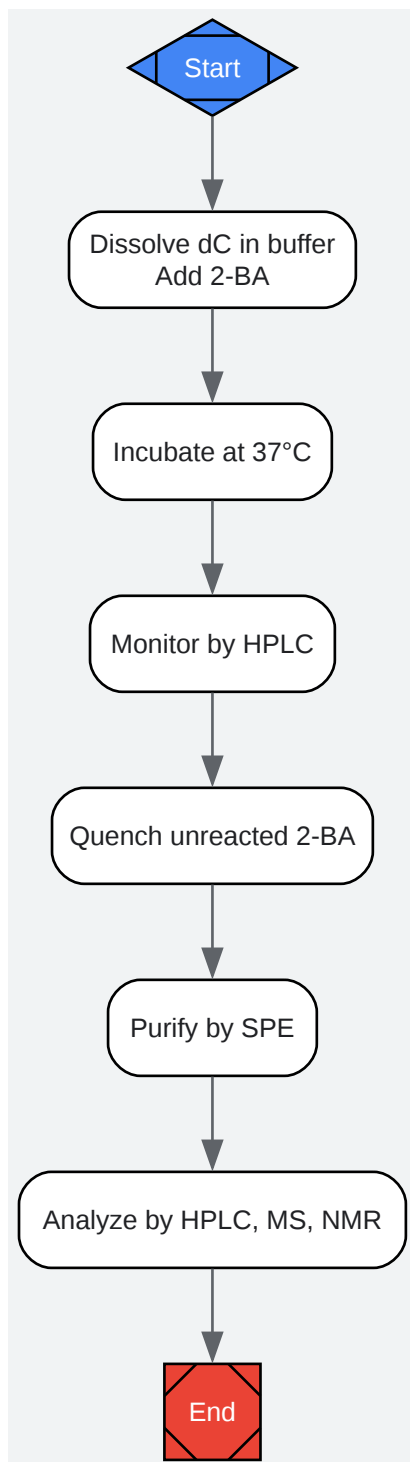 Start
Dissolve dC in buffer
Add 2-BA
Incubate at 37°C
Monitor by HPLC
Quench unreacted 2-BA
Purify by SPE
Analyze by HPLC, MS, NMR
End